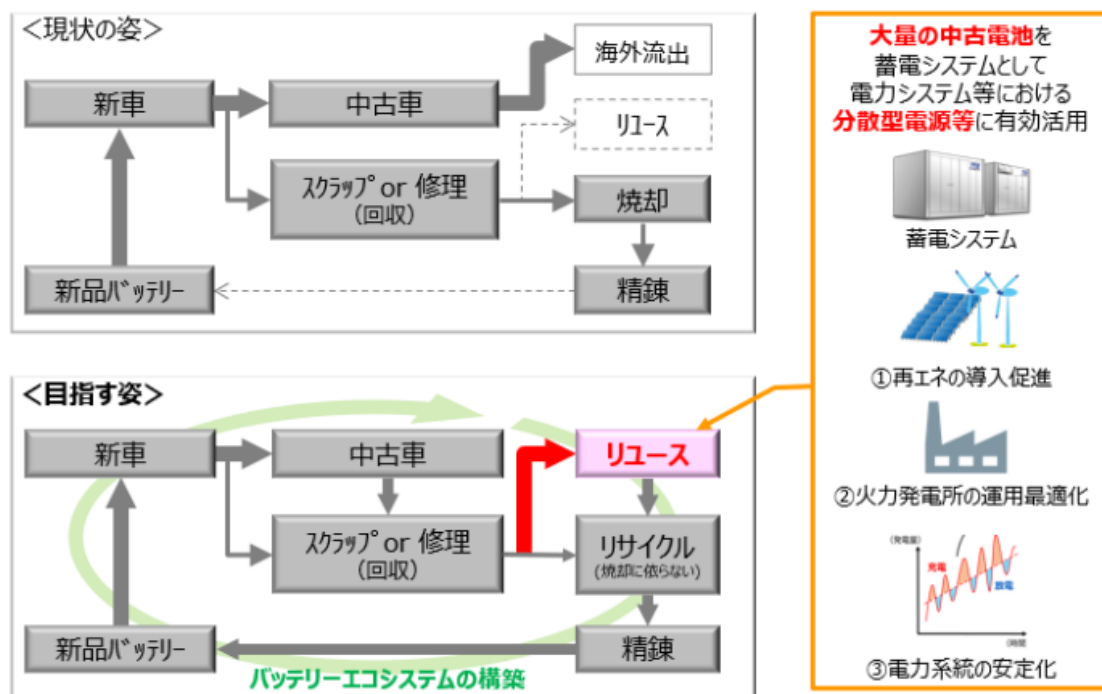 <現状の姿>
新車
中古車
海外流出
リユース
スクラップ or 修理
(回収)
焼却
新品バッテリー
精錬
<目指す姿>
新車
中古車
リユース
スクラップ or 修理
(回収)
リサイクル
(焼却に依らない)
新品バッテリー
精錬
バッテリーエコシステムの構築
大量の中古電池を
蓄電システムとして
電力システム等における
分散型電源等に有効活用
蓄電システム
①再エネの導入促進
②火力発電所の運用最適化
(発電量)
充電
放電
(時間)
③電力系統の安定化